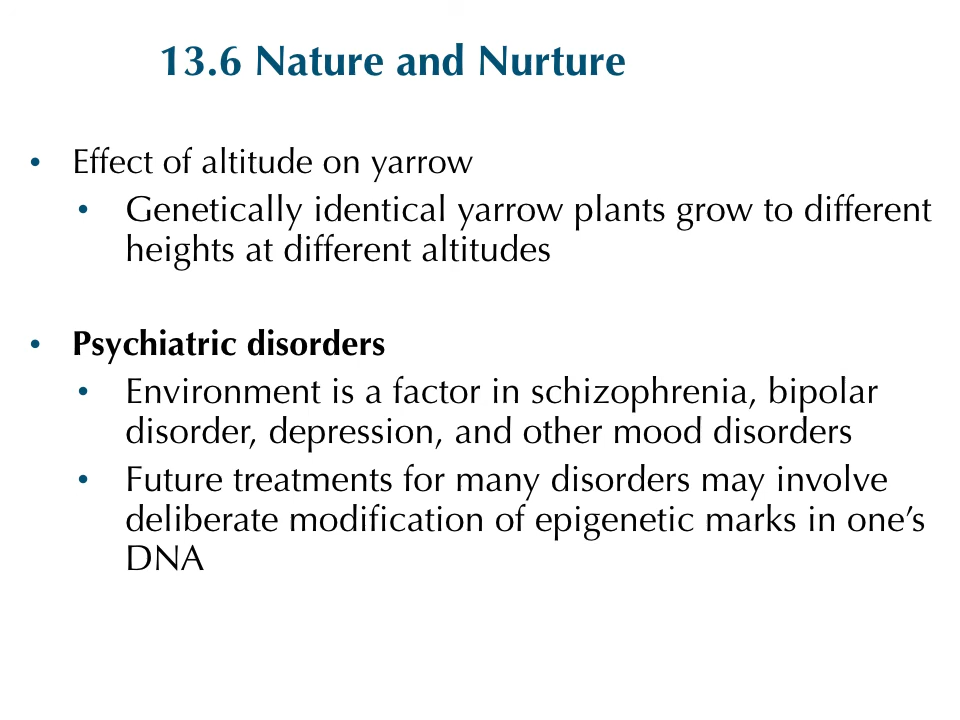 13.6 Nature and Nurture
• Effect of altitude on yarrow
• Genetically identical yarrow plants grow to different
heights at different altitudes
• Psychiatric disorders
• Environment is a factor in schizophrenia, bipolar
disorder, depression, and other mood disorders
• Future treatments for many disorders may involve
deliberate modification of epigenetic marks in one’s
DNA